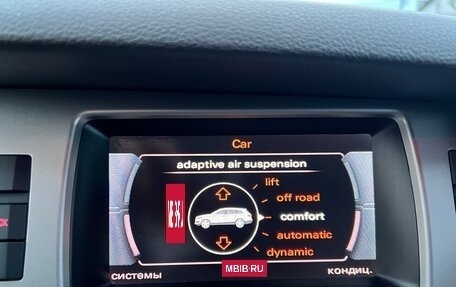 Car
adaptive air suspension
lift
off road
comfort
automatic
dynamic
системы
MBIB·RU
кондиц.